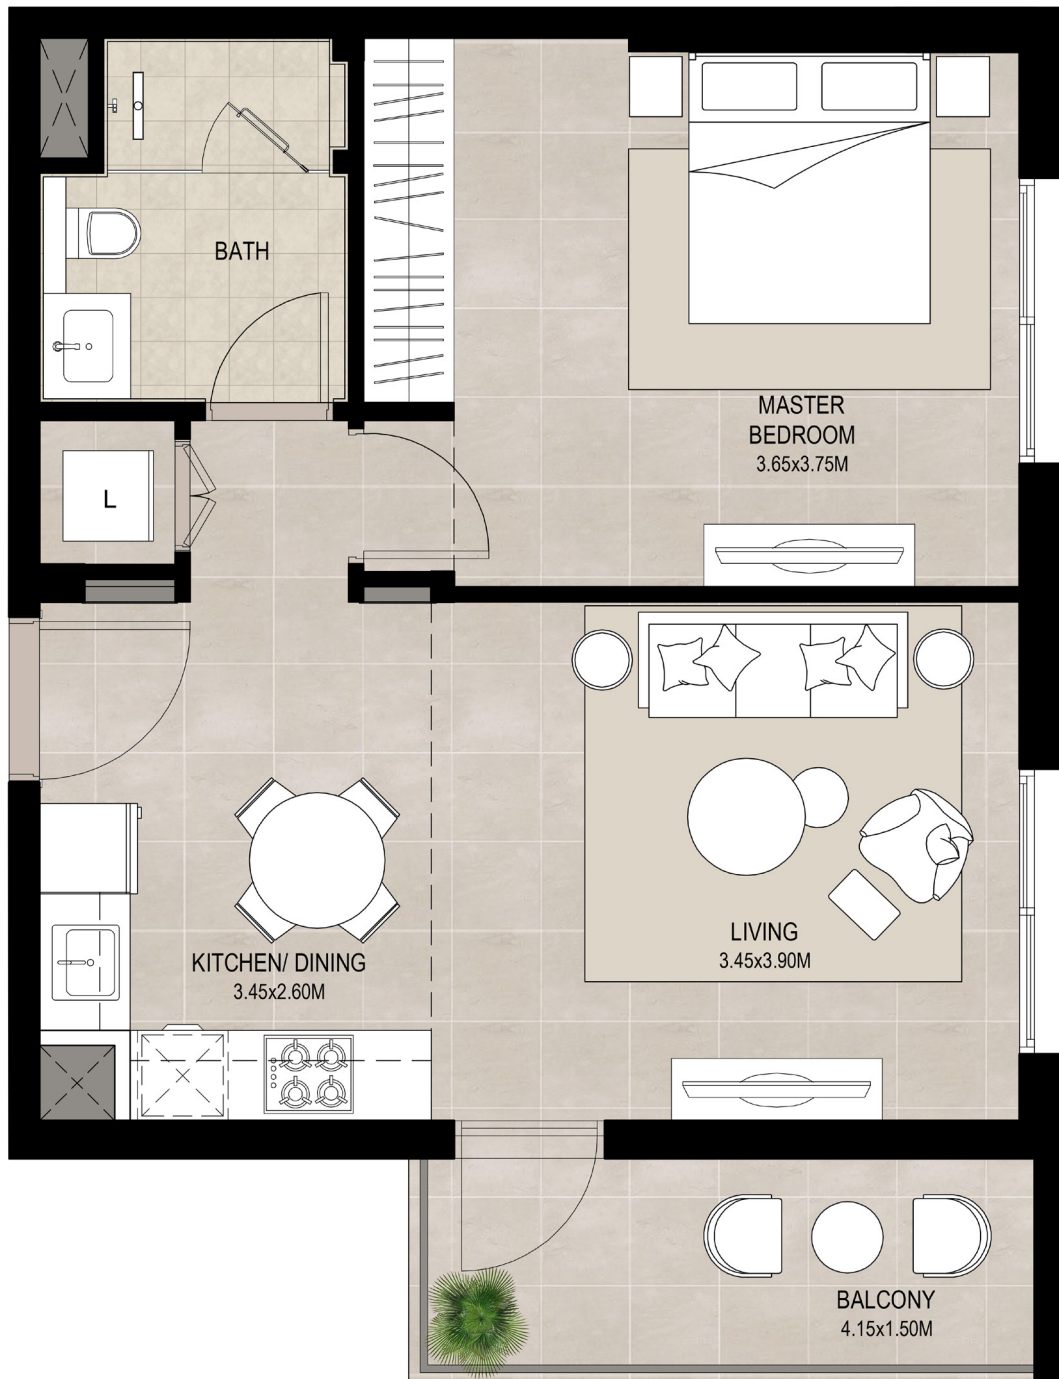 BATH
MASTER
BEDROOM
3.65x3.75M
L
LIVING
3.45x3.90M
KITCHEN/ DINING
3.45x2.60M
BALCONY
4.15x1.50M